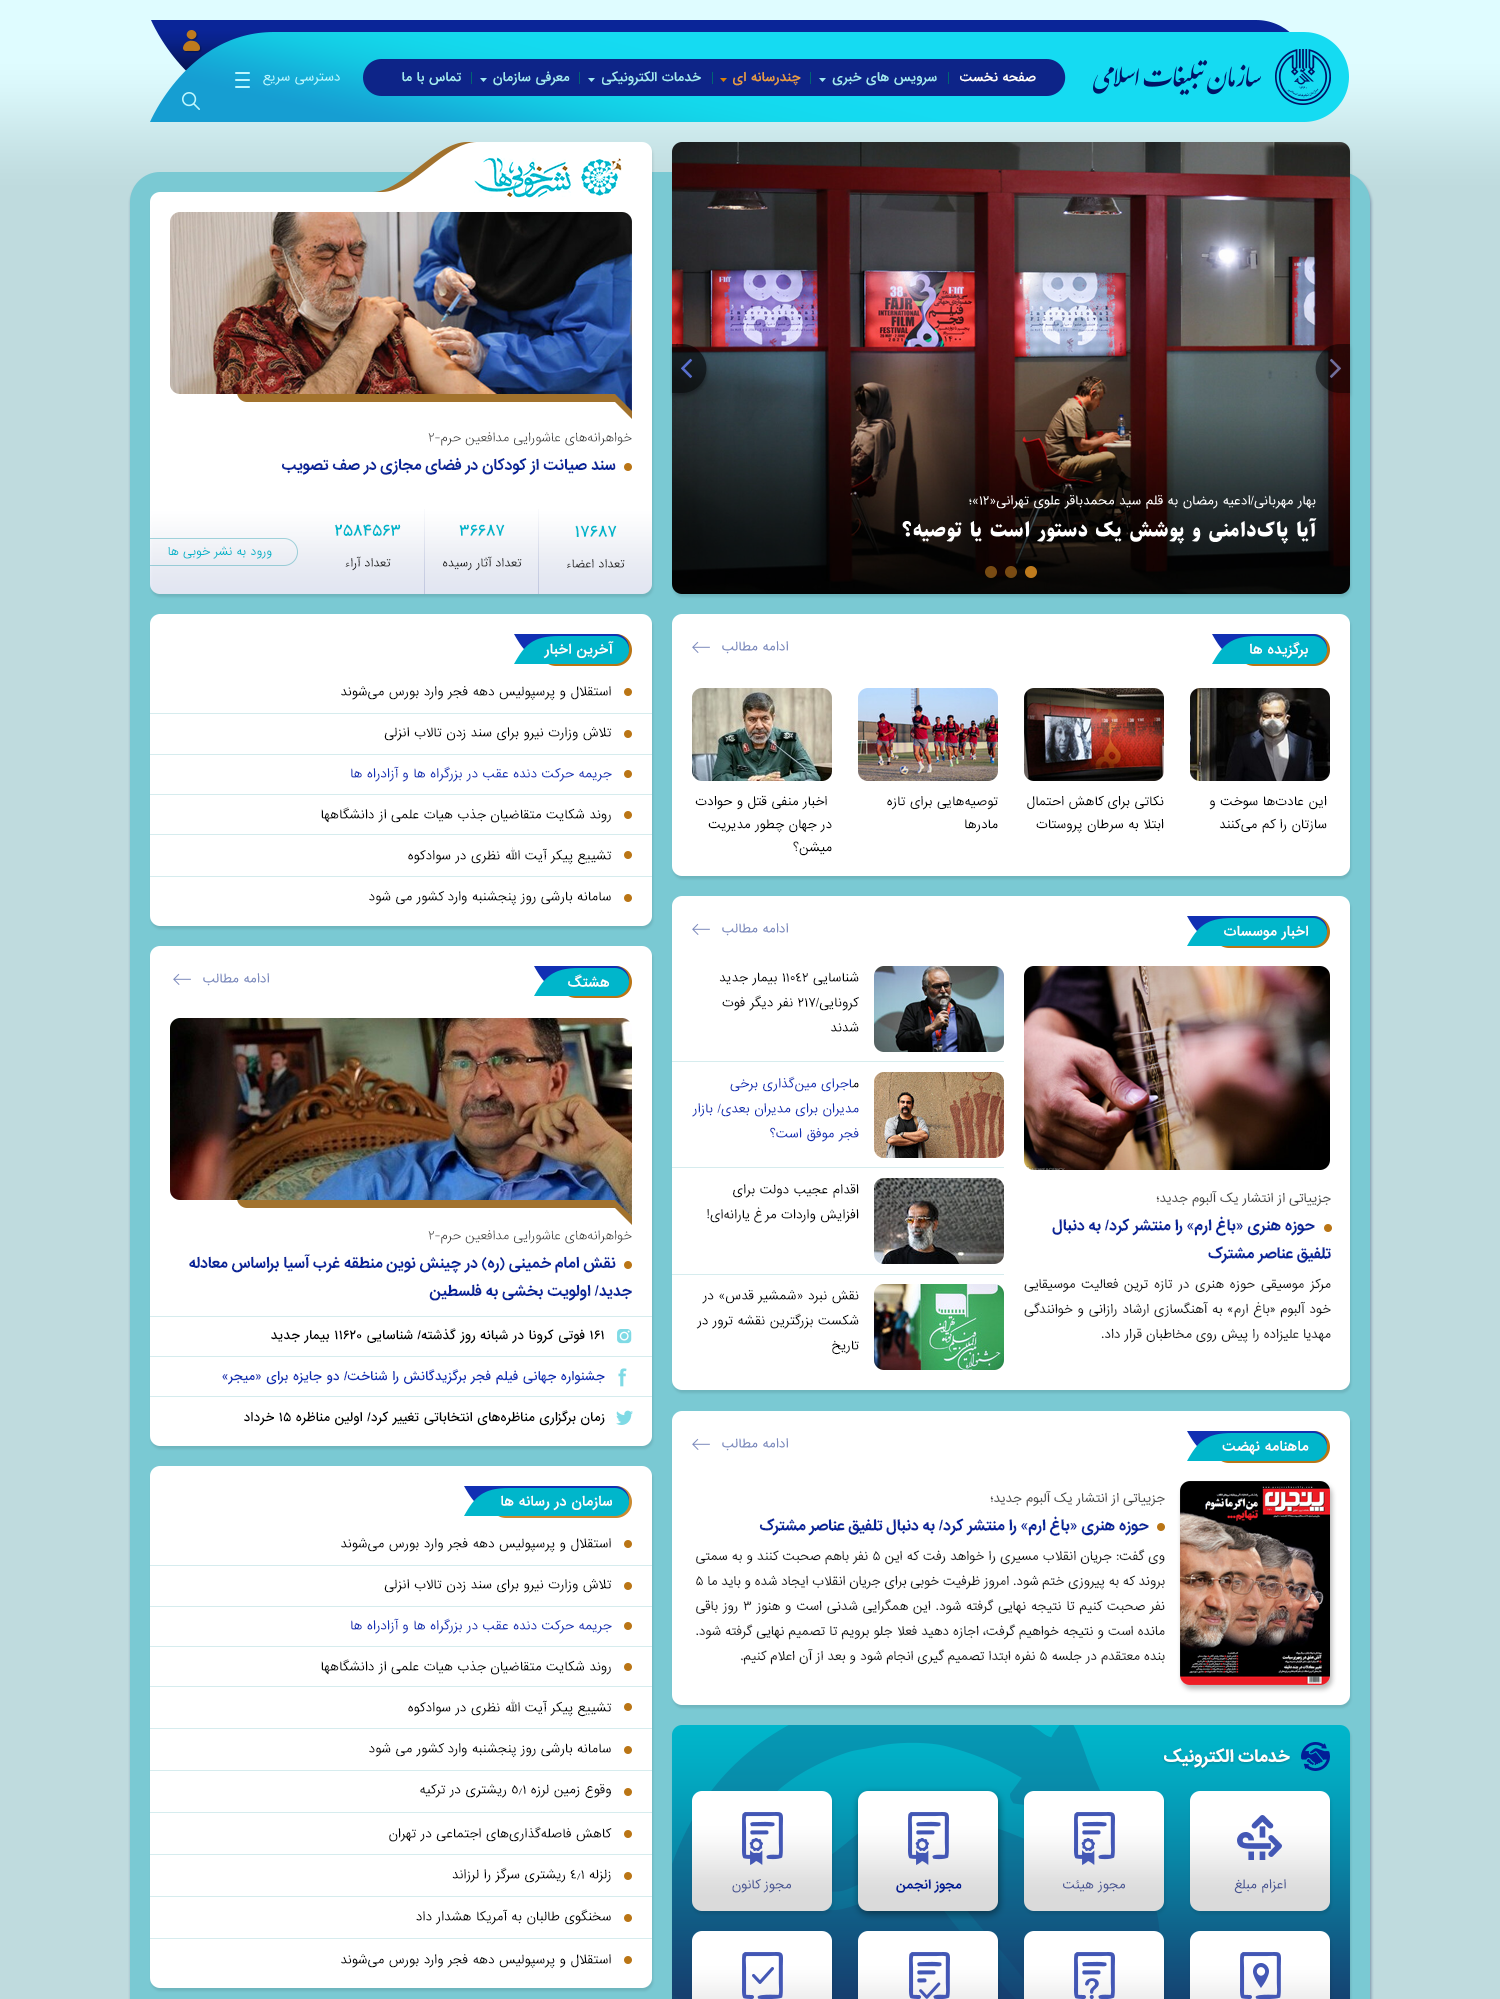 سازمان تبلیغات اسلامی
صفحه نخست
سرویس های خبری
چندرسانه ای
خدمات الکترونیکی
معرفی سازمان
تماس با ما
دسترسی سریع
38
FAJR
INTERNATIONAL
FILM
FESTIVAL
بهار مهربانی/ادعیه رمضان به قلم سید محمدباقر علوی تهرانی«۱۲»؛
آیا پاک‌دامنی و پوشش یک دستور است یا توصیه؟
نشر خوبی‌ها
خواهرانه‌های عاشورایی مدافعین حرم-۲
سند صیانت از کودکان در فضای مجازی در صف تصویب
۱۷۶۸۷
تعداد اعضاء
۳۶۶۸۷
تعداد آثار رسیده
۲۵۸۴۵۶۳
تعداد آراء
ورود به نشر خوبی ها
برگزیده ها
ادامه مطالب
این عادت‌ها سوخت و
سازتان را کم می‌کنند
نکاتی برای کاهش احتمال
ابتلا به سرطان پروستات
توصیه‌هایی برای تازه
مادرها
اخبار منفی قتل و حوادث
در جهان چطور مدیریت
میشن؟
آخرین اخبار
استقلال و پرسپولیس دهه فجر وارد بورس می‌شوند
تلاش وزارت نیرو برای سند زدن تالاب انزلی
جریمه حرکت دنده عقب در بزرگراه ها و آزادراه ها
روند شکایت متقاضیان جذب هیات علمی از دانشگاهها
تشییع پیکر آیت الله نظری در سوادکوه
سامانه بارشی روز پنجشنبه وارد کشور می شود
اخبار موسسات
ادامه مطالب
جزییاتی از انتشار یک آلبوم جدید؛
حوزه هنری «باغ ارم» را منتشر کرد/ به دنبال
تلفیق عناصر مشترک
مرکز موسیقی حوزه هنری در تازه ترین فعالیت موسیقایی
خود آلبوم «باغ ارم» به آهنگسازی ارشاد رازانی و خوانندگی
مهدیا علیزاده را پیش روی مخاطبان قرار داد.
شناسایی ۱۱۰٤۲ بیمار جدید
کرونایی/۲۱۷ نفر دیگر فوت
شدند
ماجرای مین‌گذاری برخی
مدیران برای مدیران بعدی/ بازار
فجر موفق است؟
اقدام عجیب دولت برای
افزایش واردات مرغ یارانه‌ای!
نقش نبرد «شمشیر قدس» در
شکست بزرگترین نقشه ترور در
تاریخ
هشتگ
ادامه مطالب
خواهرانه‌های عاشورایی مدافعین حرم-۲
نقش امام خمینی (ره) در چینش نوین منطقه غرب آسیا براساس معادله
جدید/ اولویت بخشی به فلسطین
۱۶۱ فوتی کرونا در شبانه روز گذشته/ شناسایی ۱۱۶۲۰ بیمار جدید
جشنواره جهانی فیلم فجر برگزیدگانش را شناخت/ دو جایزه برای «میجر»
زمان برگزاری مناظره‌های انتخاباتی تغییر کرد/ اولین مناظره ۱۵ خرداد
ماهنامه نهضت
ادامه مطالب
پنجره
من اگر ما نشوم
تنهایم...
جزییاتی از انتشار یک آلبوم جدید؛
حوزه هنری «باغ ارم» را منتشر کرد/ به دنبال تلفیق عناصر مشترک
وی گفت: جریان انقلاب مسیری را خواهد رفت که این ۵ نفر باهم صحبت کنند و به سمتی
بروند که به پیروزی ختم شود. امروز ظرفیت خوبی برای جریان انقلاب ایجاد شده و باید ما ۵
نفر صحبت کنیم تا نتیجه نهایی گرفته شود. این همگرایی شدنی است و هنوز ۳ روز باقی
مانده است و نتیجه خواهیم گرفت، اجازه دهید فعلا جلو برویم تا تصمیم نهایی گرفته شود.
بنده معتقدم در جلسه ۵ نفره ابتدا تصمیم گیری انجام شود و بعد از آن اعلام کنیم.
سازمان در رسانه ها
استقلال و پرسپولیس دهه فجر وارد بورس می‌شوند
تلاش وزارت نیرو برای سند زدن تالاب انزلی
جریمه حرکت دنده عقب در بزرگراه ها و آزادراه ها
روند شکایت متقاضیان جذب هیات علمی از دانشگاهها
تشییع پیکر آیت الله نظری در سوادکوه
سامانه بارشی روز پنجشنبه وارد کشور می شود
وقوع زمین لرزه ٥/١ ریشتری در ترکیه
کاهش فاصله‌گذاری‌های اجتماعی در تهران
زلزله ٤/١ ریشتری سرگز را لرزاند
سخنگوی طالبان به آمریکا هشدار داد
استقلال و پرسپولیس دهه فجر وارد بورس می‌شوند
خدمات الکترونیک
اعزام مبلغ
مجوز هیئت
مجوز انجمن
مجوز کانون